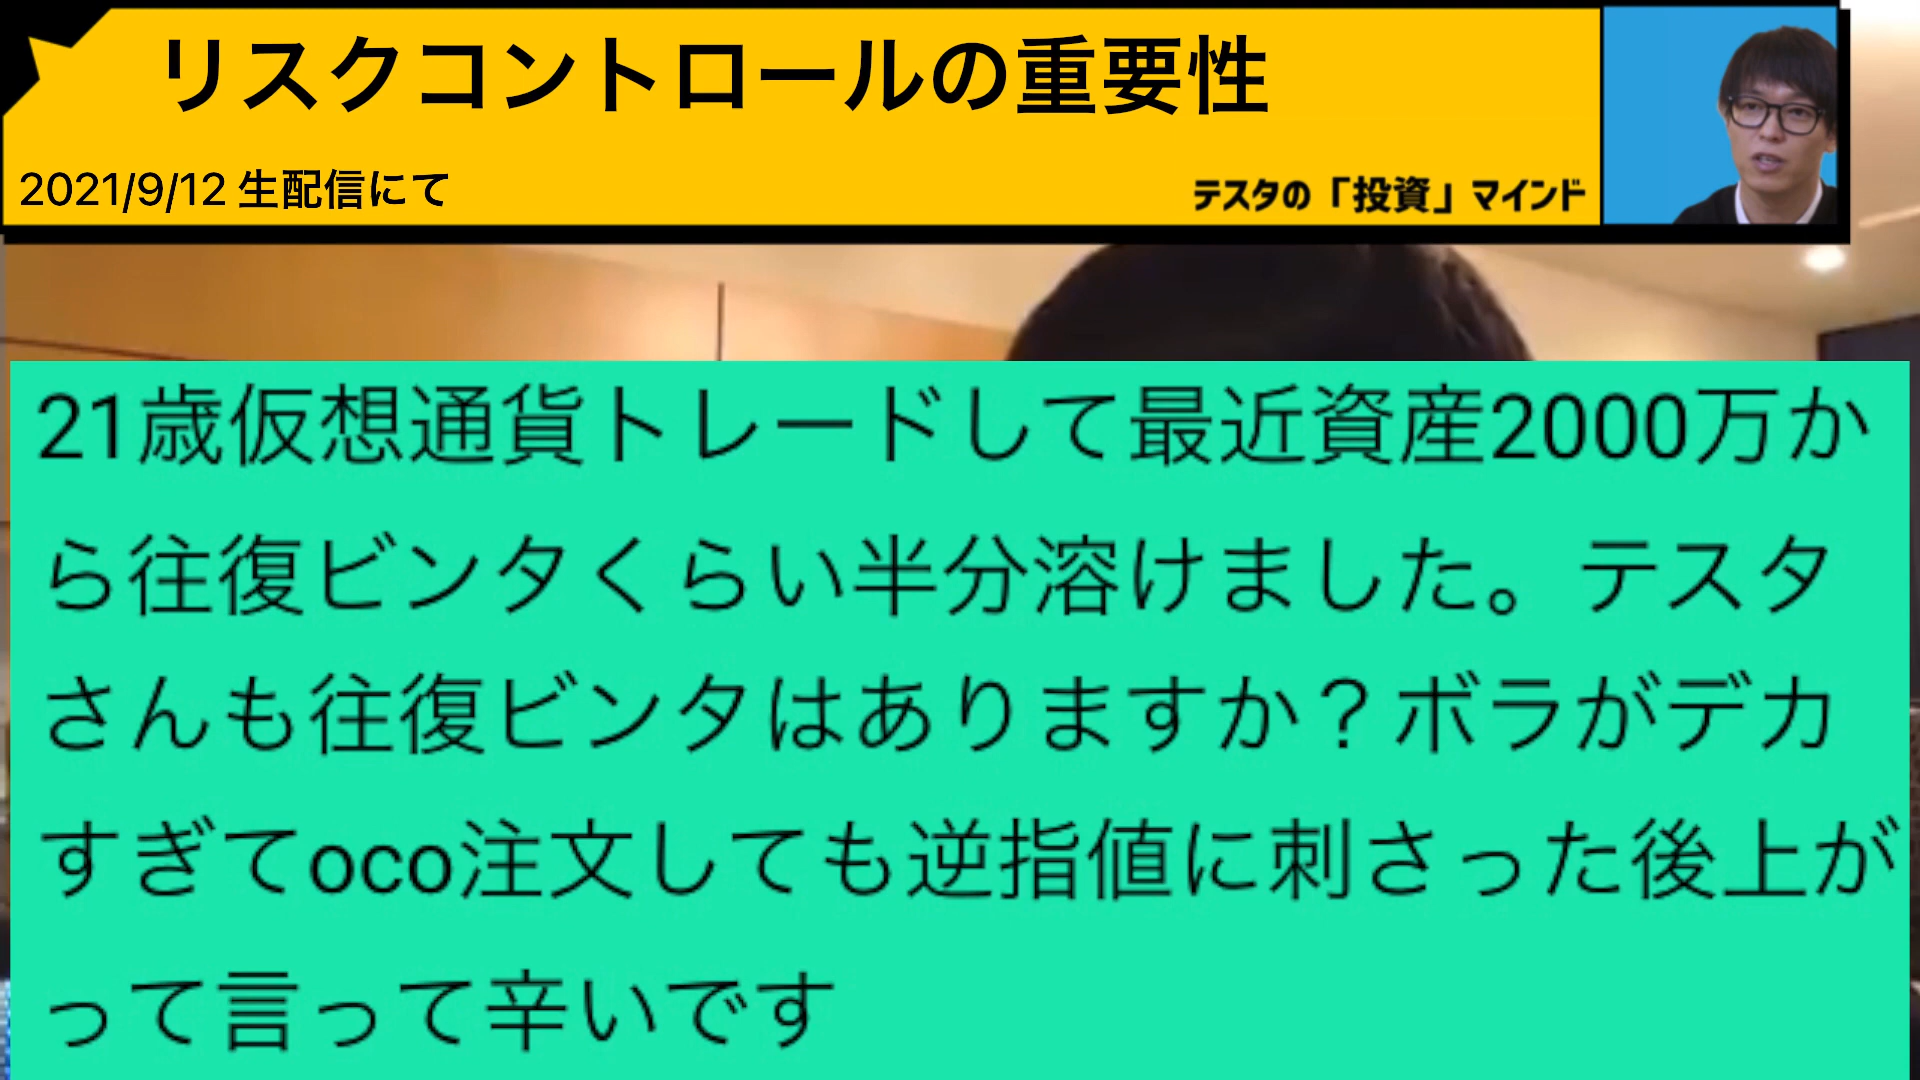 リスクコントロールの重要性
2021/9/12 生配信にて
テスタの「投資」マインド
21歳仮想通貨トレードして最近資産2000万か
ら往復ビンタくらい半分溶けました。テスタ
さんも往復ビンタはありますか？ボラがデカ
すぎてoco注文しても逆指値に刺さった後上が
って言って辛いです